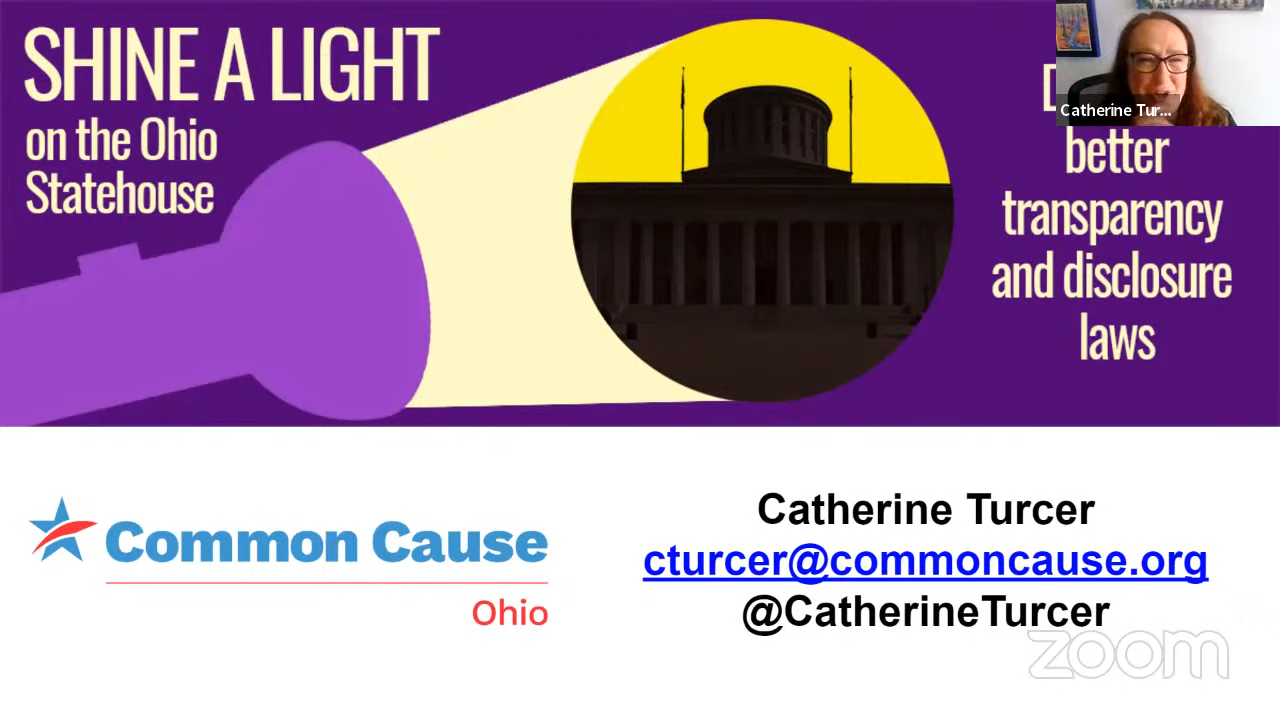 SHINE A LIGHT
on the Ohio
Statehouse
Catherine Tur...
better
transparency
and disclosure
laws
Common Cause
Ohio
Catherine Turcer
cturcer@commoncause.org
@CatherineTurcer
zoom